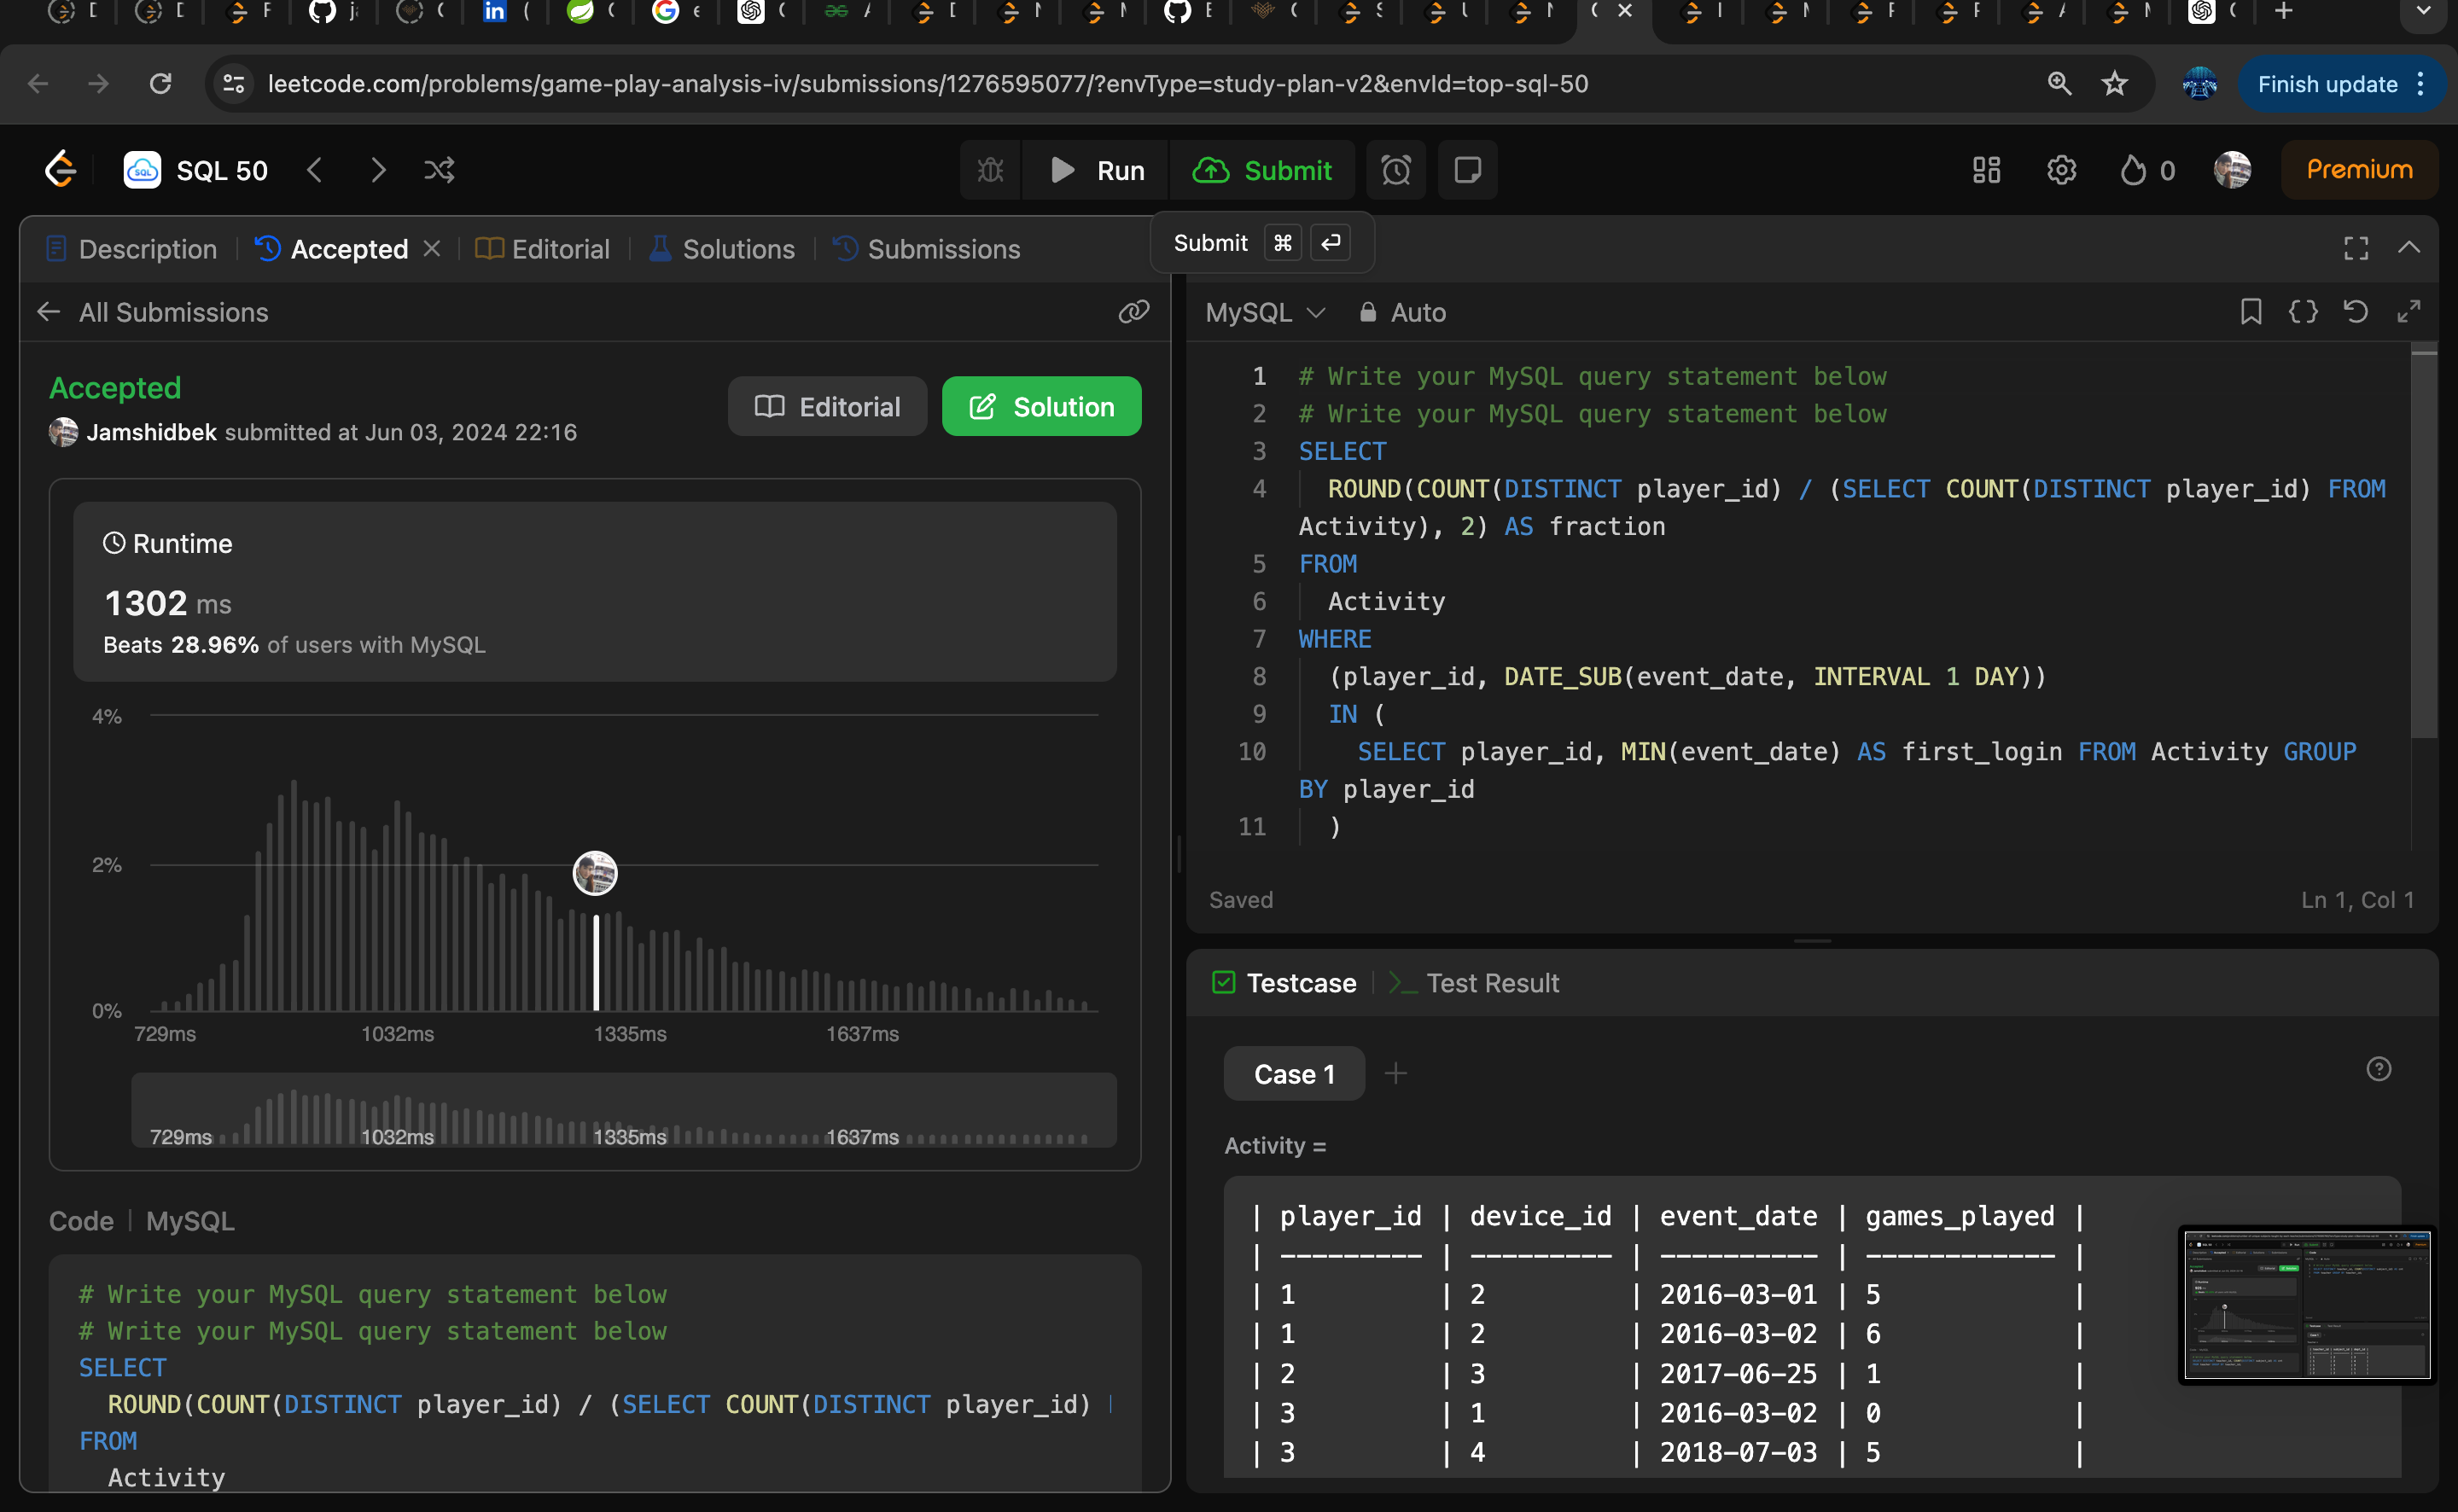 leetcode.com/problems/game-play-analysis-iv/submissions/1276595077/?envType=study-plan-v2&envId=top-sql-50
Finish update
SQL 50
Run
Submit
0
Premium
Description
Accepted
Editorial
Solutions
Submissions
Submit ⌘
All Submissions
Accepted
Jamshidbek submitted at Jun 03, 2024 22:16
Editorial
Solution
Runtime
1302 ms
Beats 28.96% of users with MySQL
4%
2%
0%
729ms 1032ms 1335ms 1637ms
729ms 1032ms 1335ms 1637ms
Code | MySQL
# Write your MySQL query statement below
# Write your MySQL query statement below
SELECT
ROUND(COUNT(DISTINCT player_id) / (SELECT COUNT(DISTINCT player_id)
FROM
Activity
MySQL
Auto
1 # Write your MySQL query statement below
2 # Write your MySQL query statement below
3 SELECT
4 ROUND(COUNT(DISTINCT player_id) / (SELECT COUNT(DISTINCT player_id) FROM
Activity), 2) AS fraction
5 FROM
6 Activity
7 WHERE
8 (player_id, DATE_SUB(event_date, INTERVAL 1 DAY))
9 IN (
10 SELECT player_id, MIN(event_date) AS first_login FROM Activity GROUP
BY player_id
11 )
Saved
Ln 1, Col 1
Testcase
Test Result
Case 1
Activity =
| player_id | device_id | event_date | games_played |
| --------- | --------- | ---------- | ------------ |
| 1 | 2 | 2016-03-01 | 5 |
| 1 | 2 | 2016-03-02 | 6 |
| 2 | 3 | 2017-06-25 | 1 |
| 3 | 1 | 2016-03-02 | 0 |
| 3 | 4 | 2018-07-03 | 5 |